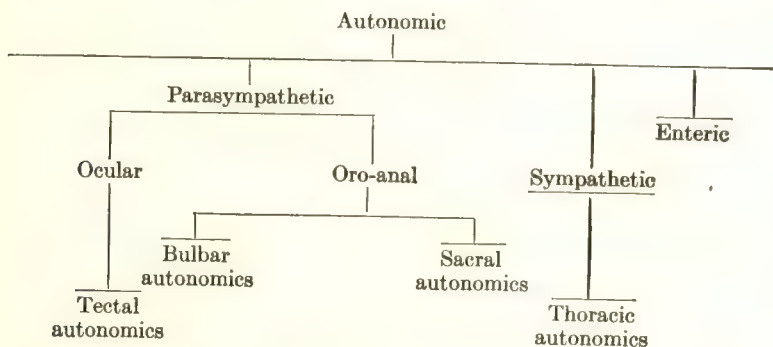 Autonomic
Parasympathetic
Enteric
Ocular
Oro-anal
Sympathetic
Bulbar
autonomics
Sacral
autonomics
Tectal
autonomics
Thoracic
autonomics